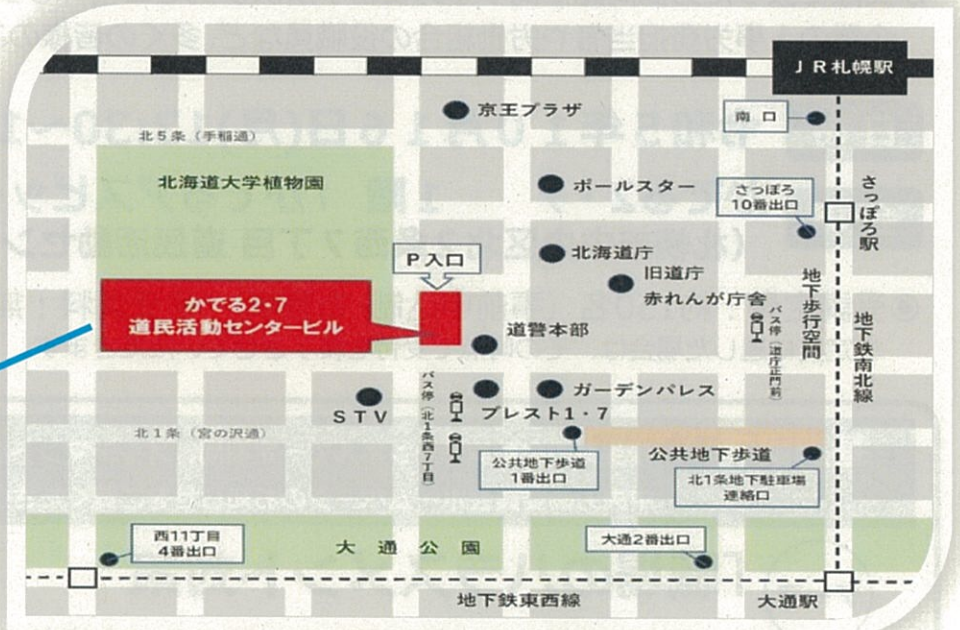 JR札幌駅
京王プラザ
南口
北5条（手稲通）
北海道大学植物園
ポールスター
さっぽろ
10番出口
さっぽろ駅
P入口
北海道庁
旧道庁
赤れんが庁舎
かでる2・7
道民活動センタービル
道警本部
バス停（道庁正門前）
地下歩行空間
地下鉄南北線
STV
バス停（北1条西7丁目）
ガーデンパレス
プレスト1・7
北1条（宮の沢通）
公共地下歩道
1番出口
公共地下歩道
北1条地下駐車場
連絡口
西11丁目
4番出口
大通公園
大通2番出口
地下鉄東西線
大通駅